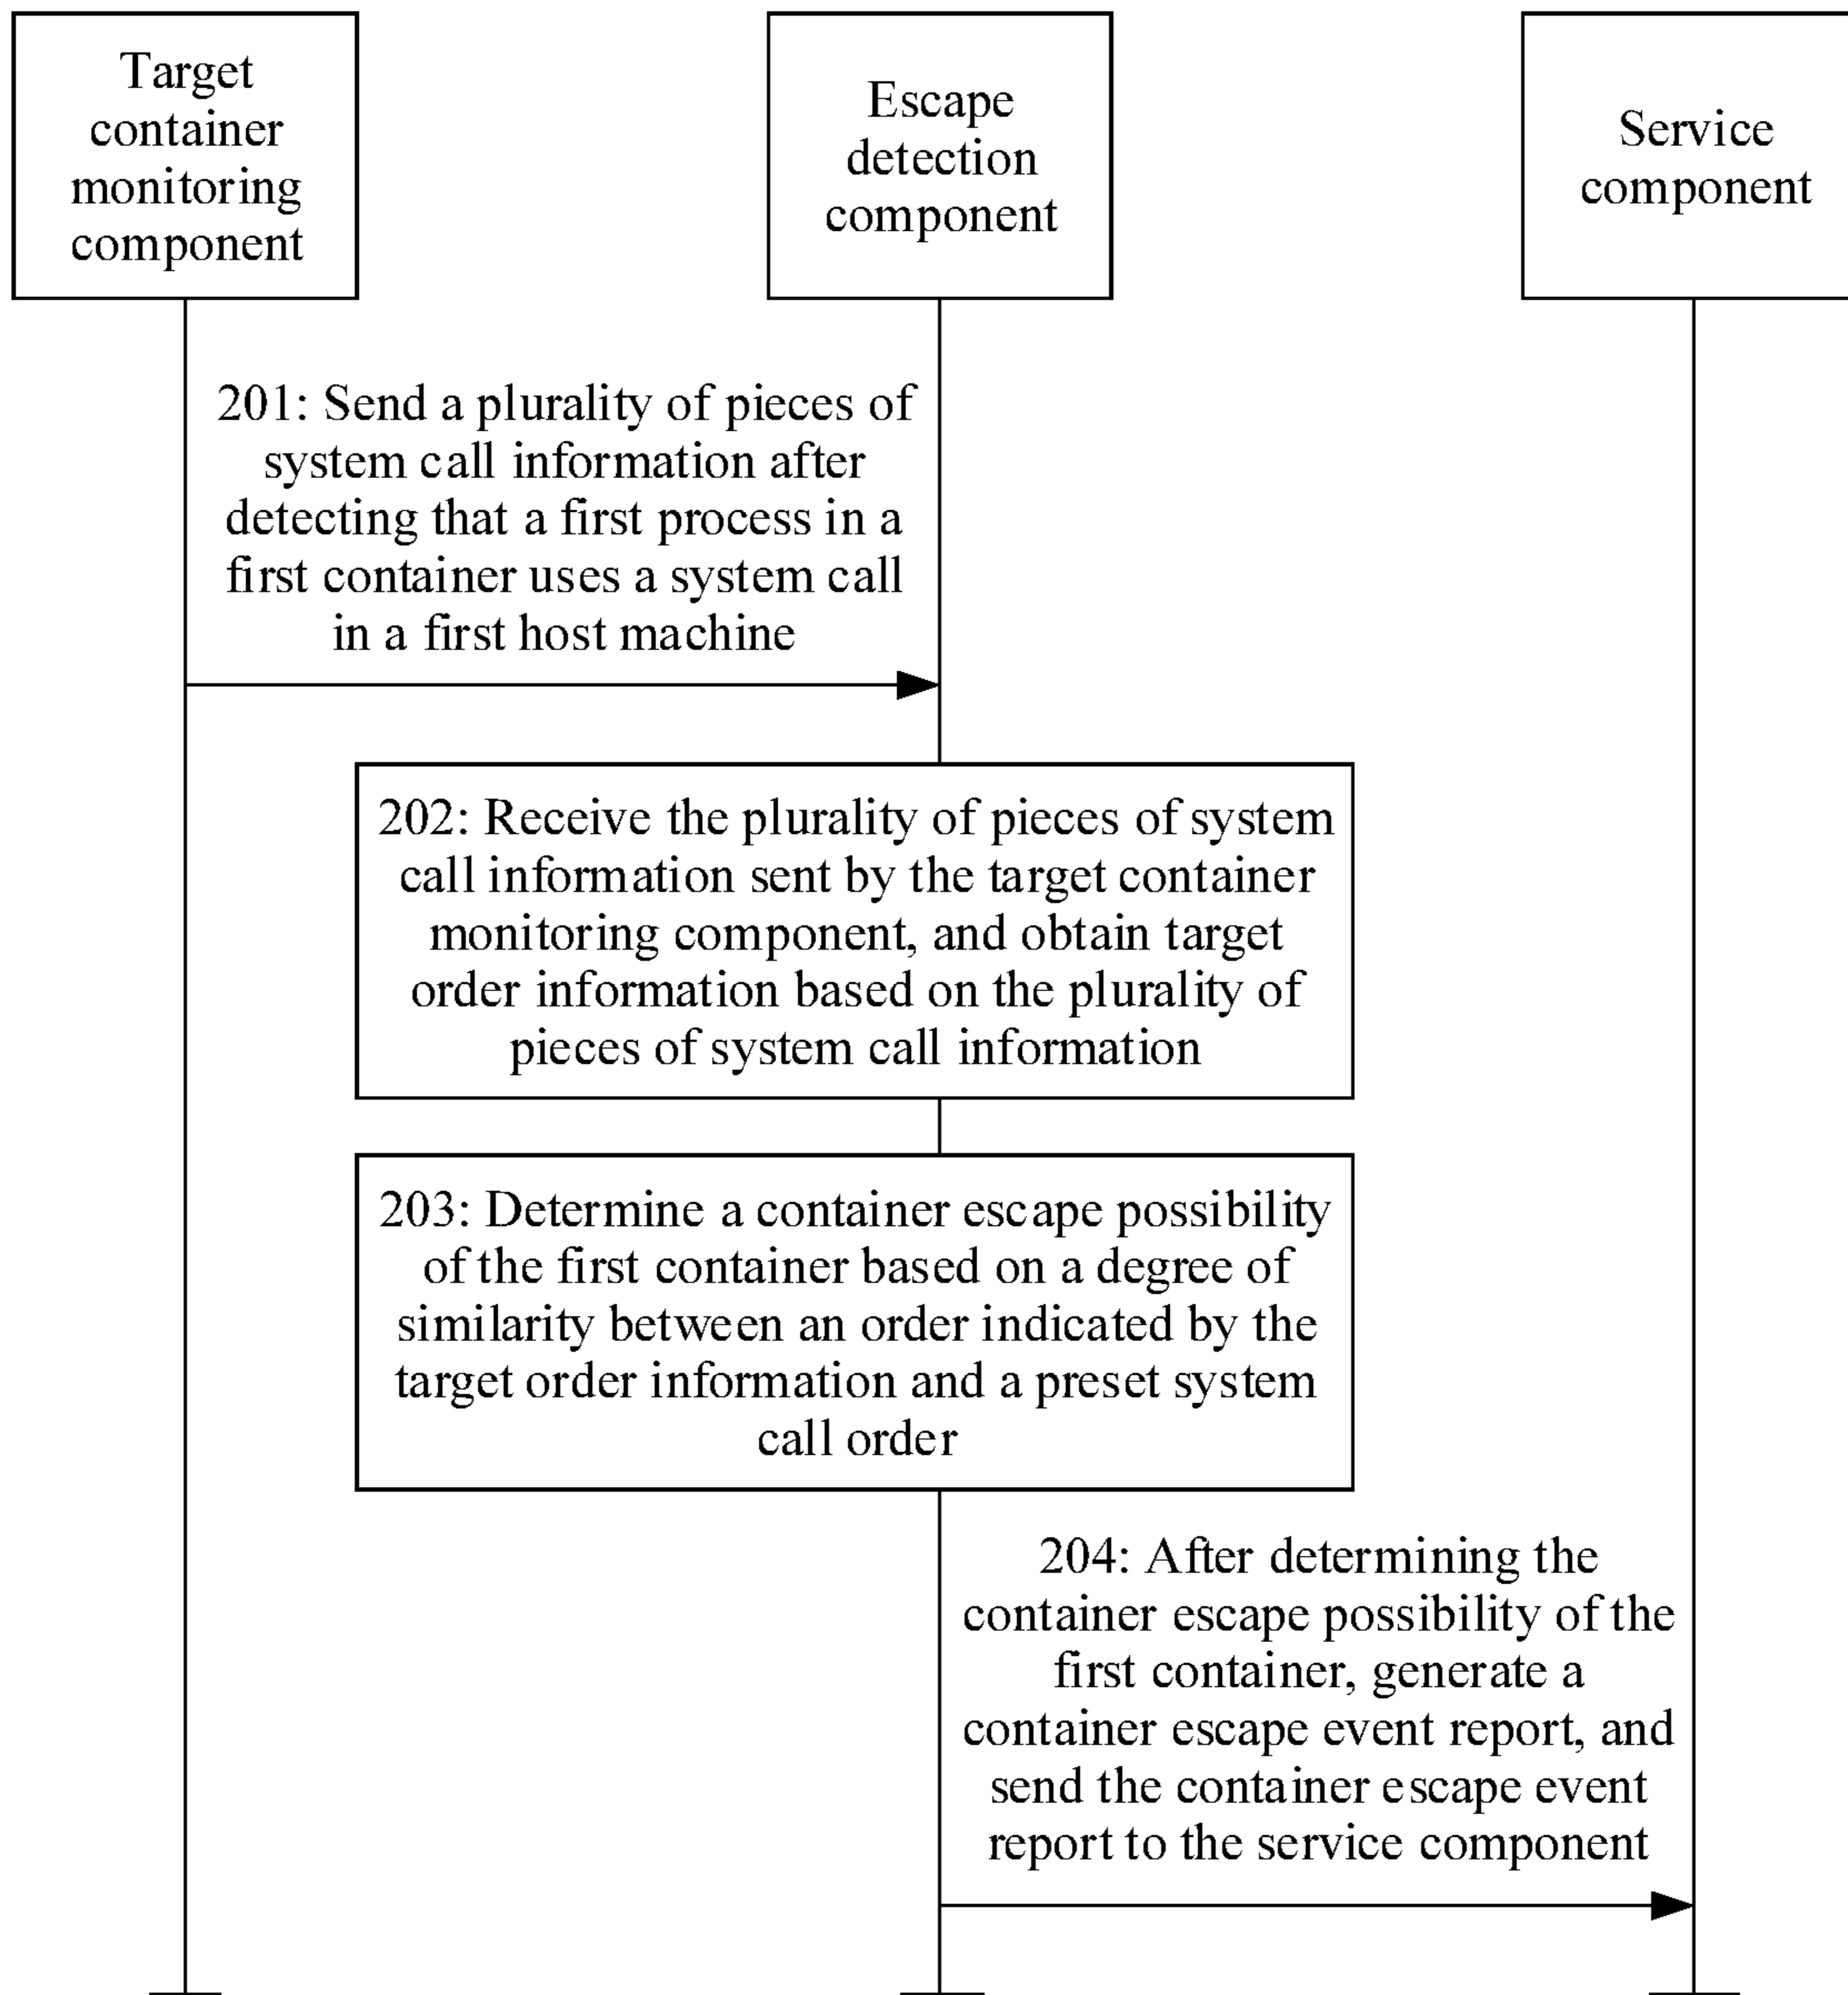 Target
container
monitoring
component
Escape
detection
component
Service
component
201: Send a plurality of pieces of
system call information after
detecting that a first process in a
first container uses a system call
in a first host machine
202: Receive the plurality of pieces of system
call information sent by the target container
monitoring component, and obtain target
order information based on the plurality of
pieces of system call information
203: Determine a container escape possibility
of the first container based on a degree of
similarity between an order indicated by the
target order information and a preset system
call order
204: After determining the
container escape possibility of the
first container, generate a
container escape event report, and
send the container escape event
report to the service component